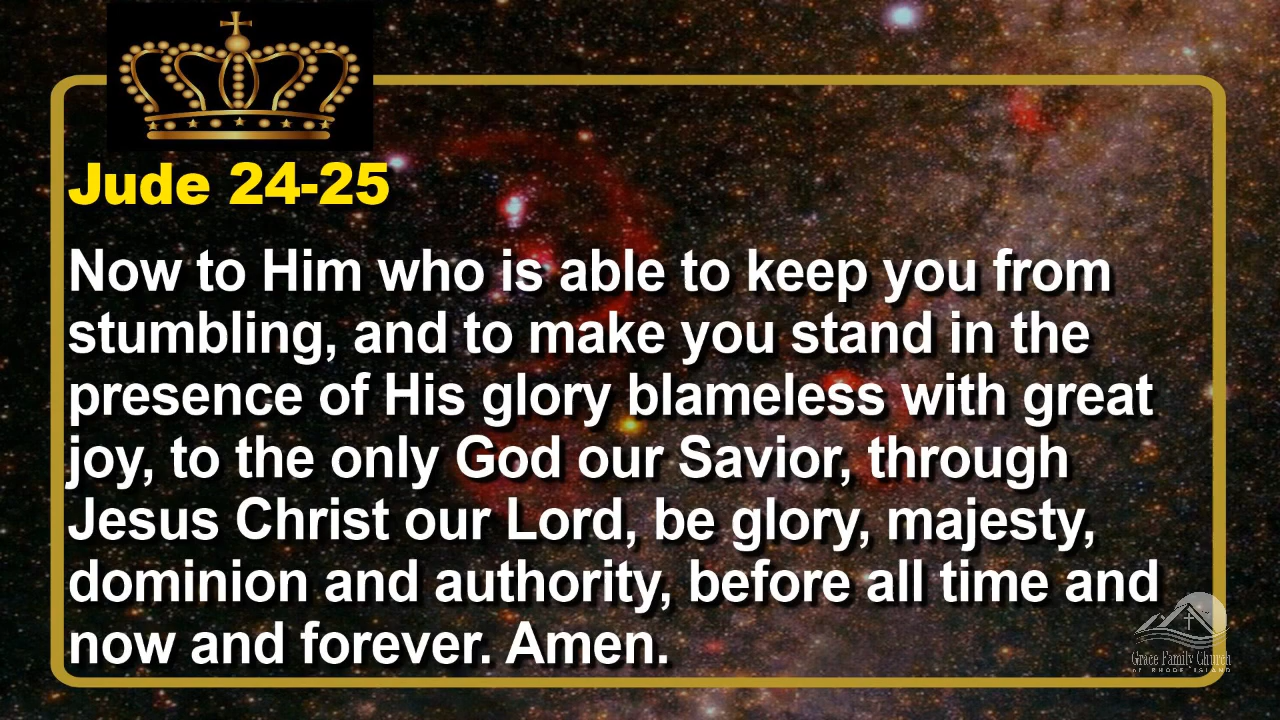 Jude 24-25
Now to Him who is able to keep you from
stumbling, and to make you stand in the
presence of His glory blameless with great
joy, to the only God our Savior, through
Jesus Christ our Lord, be glory, majesty,
dominion and authority, before all time and
now and forever. Amen.
Grace Family Church
of RHODE ISLAND